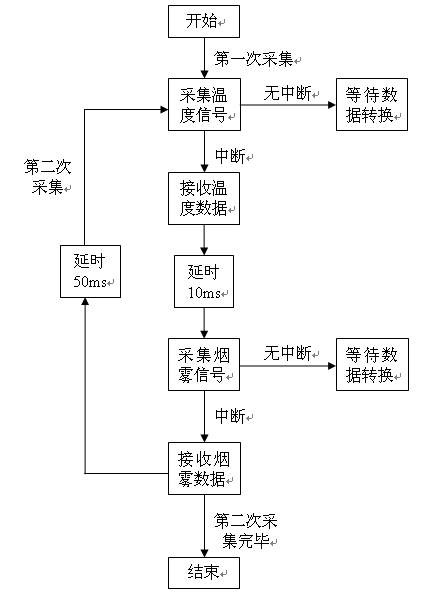 开始
第一次采集
采集温
度信号
无中断
等待数
据转换
中断
第二次
采集
接收温
度数据
延时
50ms
延时
10ms
采集烟
雾信号
无中断
等待数
据转换
中断
接收烟
雾数据
第二次采
集完毕
结束